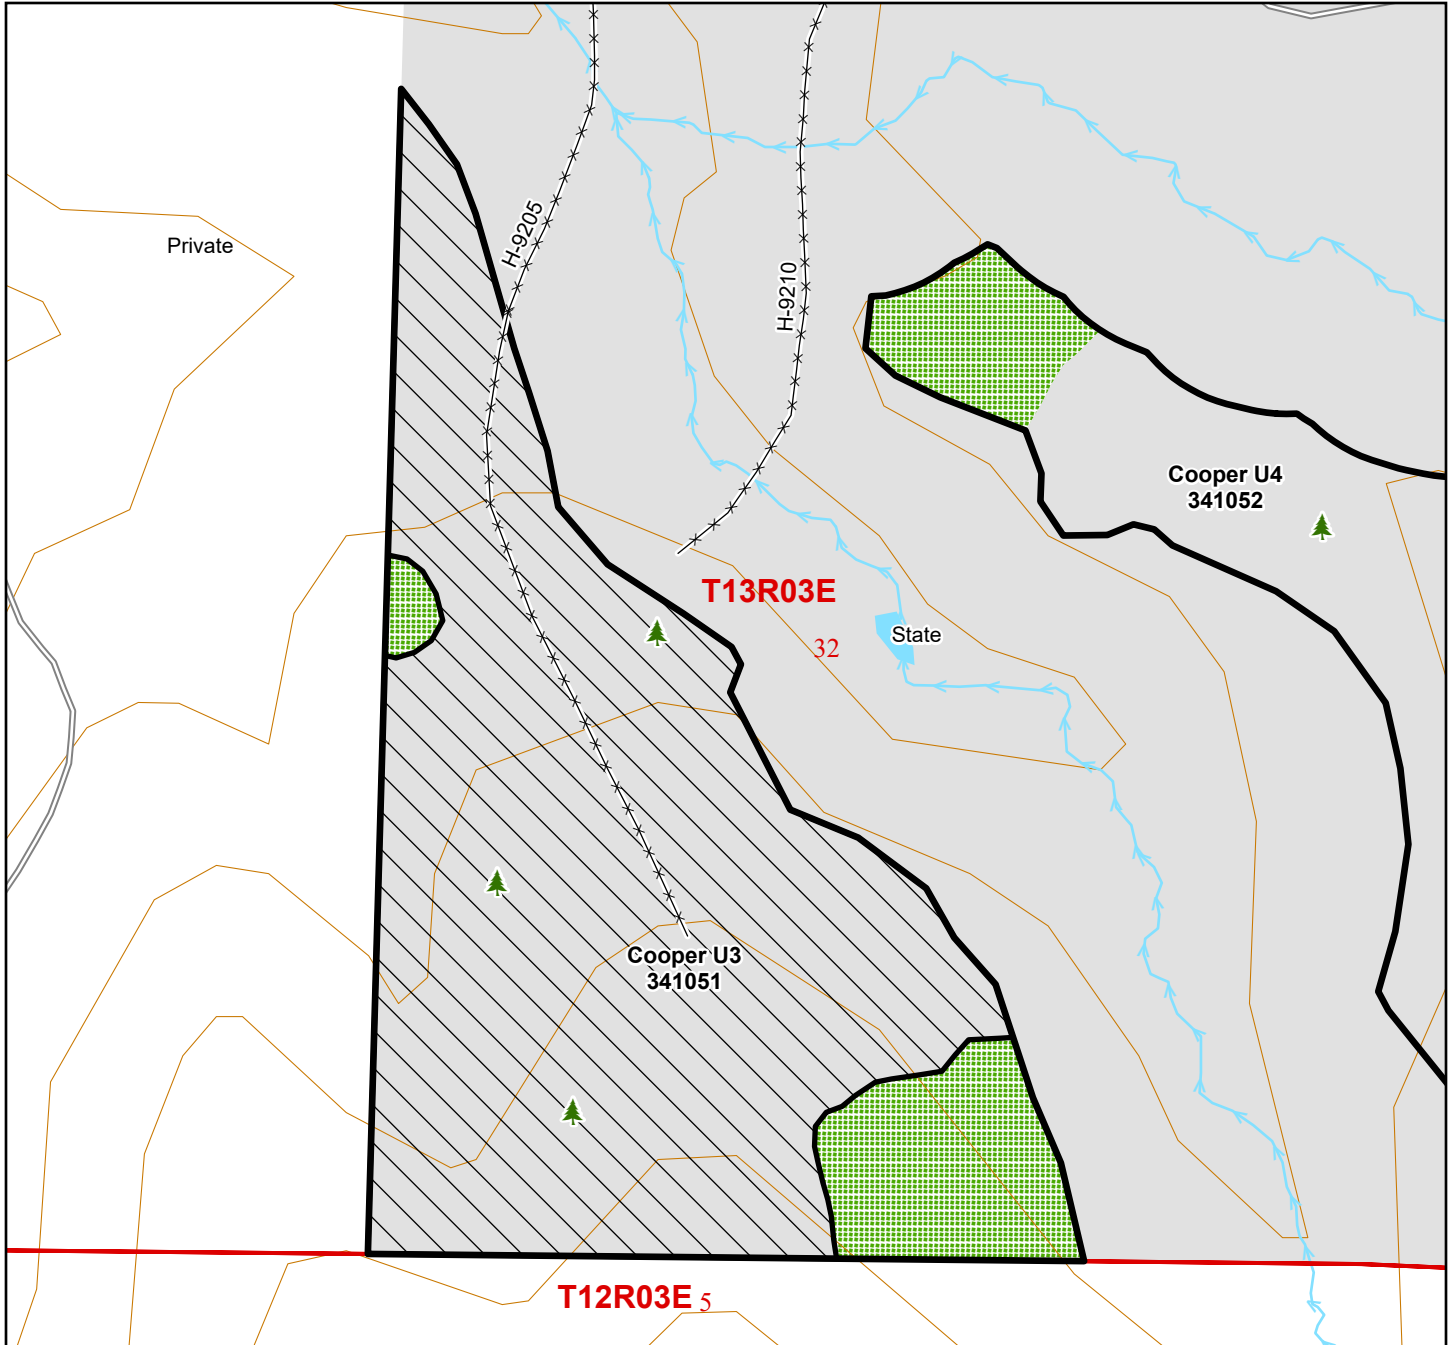 H-9205
Private
H-9210
Cooper U4
341052
T13R03E
State
32
Cooper U3
341051
T12R03E 5